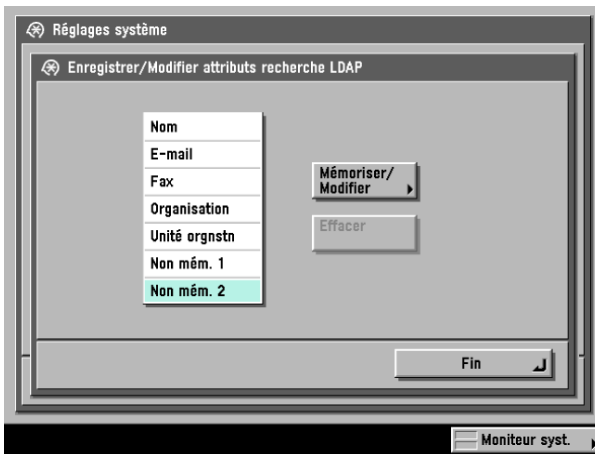 Réglages système
Enregistrer/Modifier attributs recherche LDAP
Nom
E-mail
Fax
Organisation
Unité orgnstn
Non mém. 1
Non mém. 2
Mémoriser/
Modifier
Effacer
Fin
Moniteur syst.